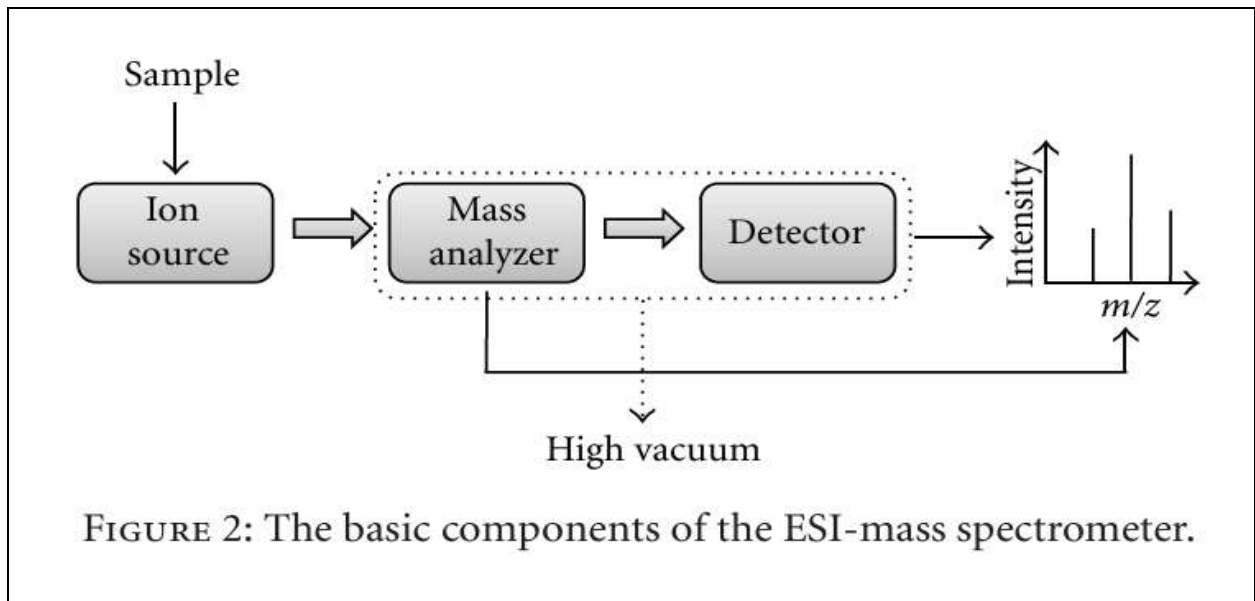 Sample
Ion
source
Mass
analyzer
Detector
Intensity
m/z
High vacuum
FIGURE 2: The basic components of the ESI-mass spectrometer.